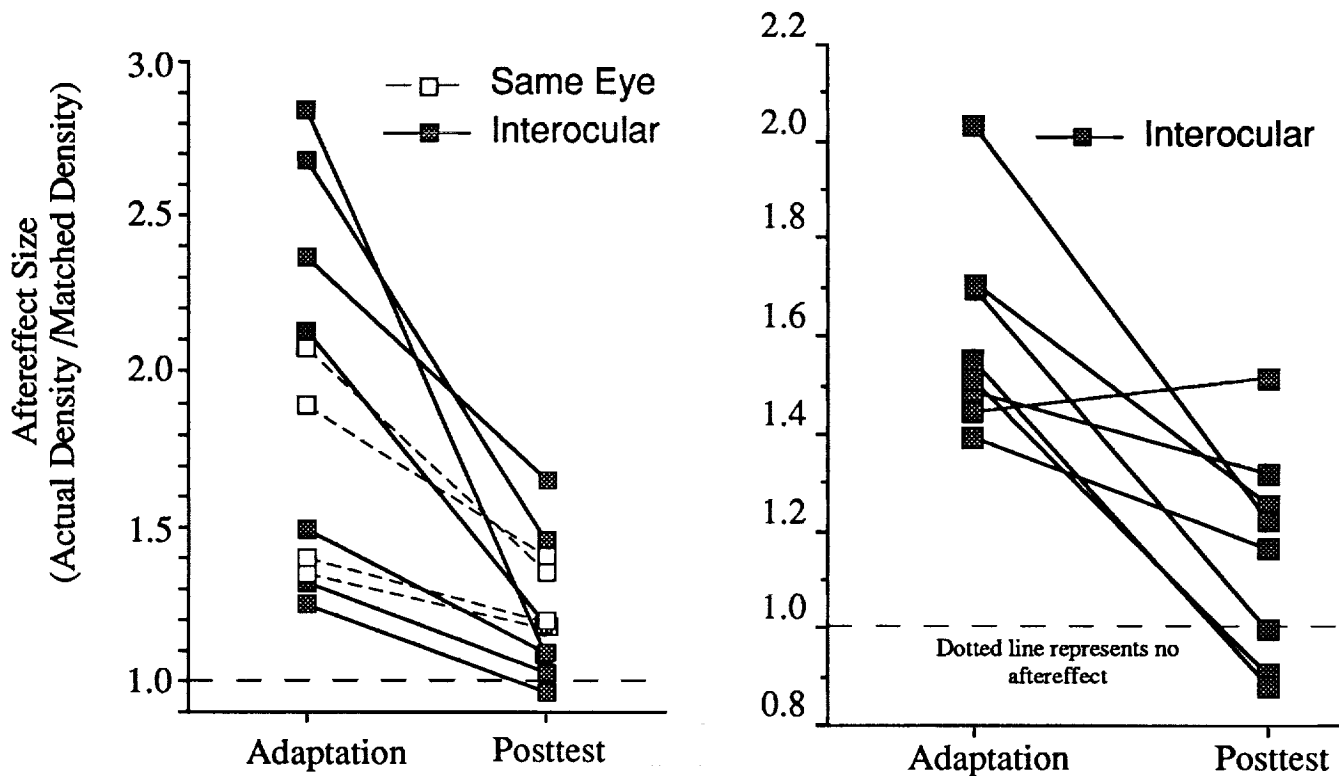 Aftereffect Size
(Actual Density /Matched Density)
3.0
2.5
2.0
1.5
1.0
Same Eye
Interocular
Adaptation
Posttest
2.2
2.0
1.8
1.6
1.4
1.2
1.0
0.8
Interocular
Dotted line represents no
aftereffect
Adaptation
Posttest